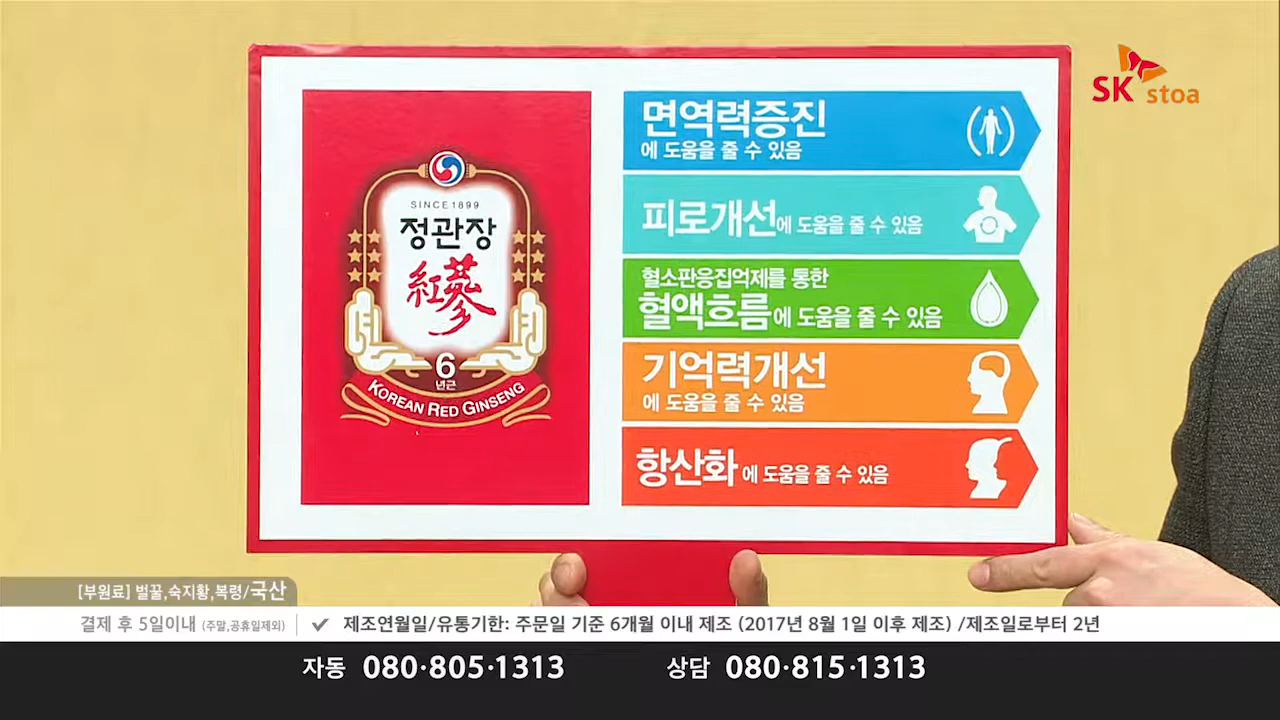 SK stoa
SINCE 1899
정관장
紅蔘
6
년근
KOREAN RED GINSENG
면역력증진
에 도움을 줄 수 있음
피로개선에 도움을 줄 수 있음
혈소판응집억제를 통한
혈액흐름에 도움을 줄 수 있음
기억력개선
에 도움을 줄 수 있음
항산화에 도움을 줄 수 있음
[부원료] 벌꿀,숙지황,복령/국산
결제 후 5일이내 (주말,공휴일제외) ✓ 제조연월일/유통기한: 주문일 기준 6개월 이내 제조 (2017년 8월 1일 이후 제조) /제조일로부터 2년
자동 080·805·1313 상담 080·815·1313